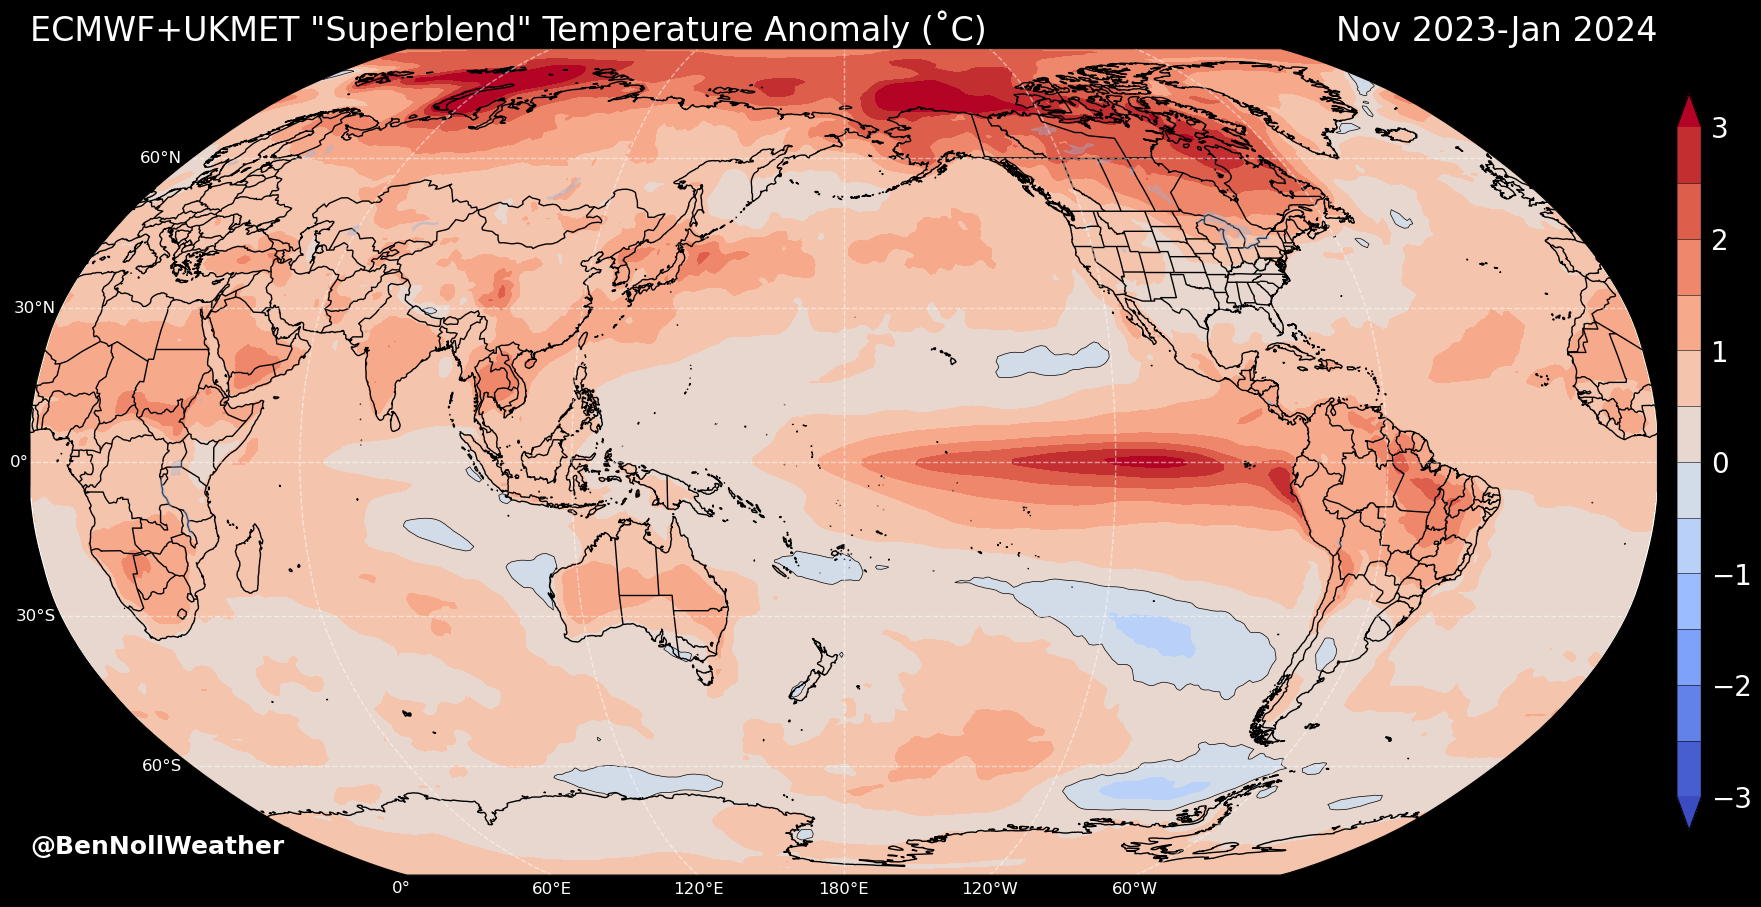 ECMWF+UKMET "Superblend" Temperature Anomaly (˚C)
Nov 2023-Jan 2024
3
2
1
0
−1
−2
−3
60°N
30°N
0°
30°S
60°S
@BenNollWeather
0°
60°E
120°E
180°E
120°W
60°W